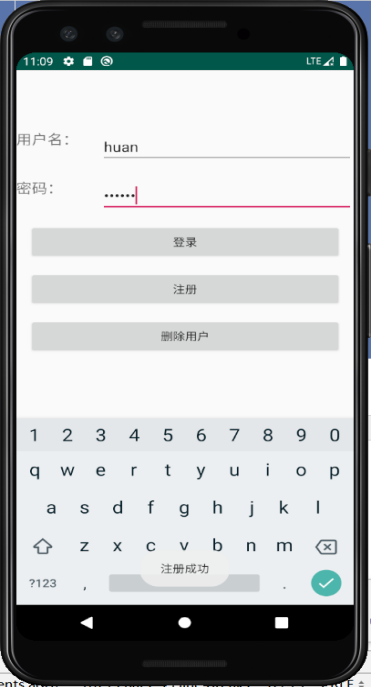 11:09
LTE
用户名：
huan
密码：
••••••
登录
注册
删除用户
1 2 3 4 5 6 7 8 9 0
q w e r t y u i o p
a s d f g h j k l
z x c v b n m
?123 , .
注册成功